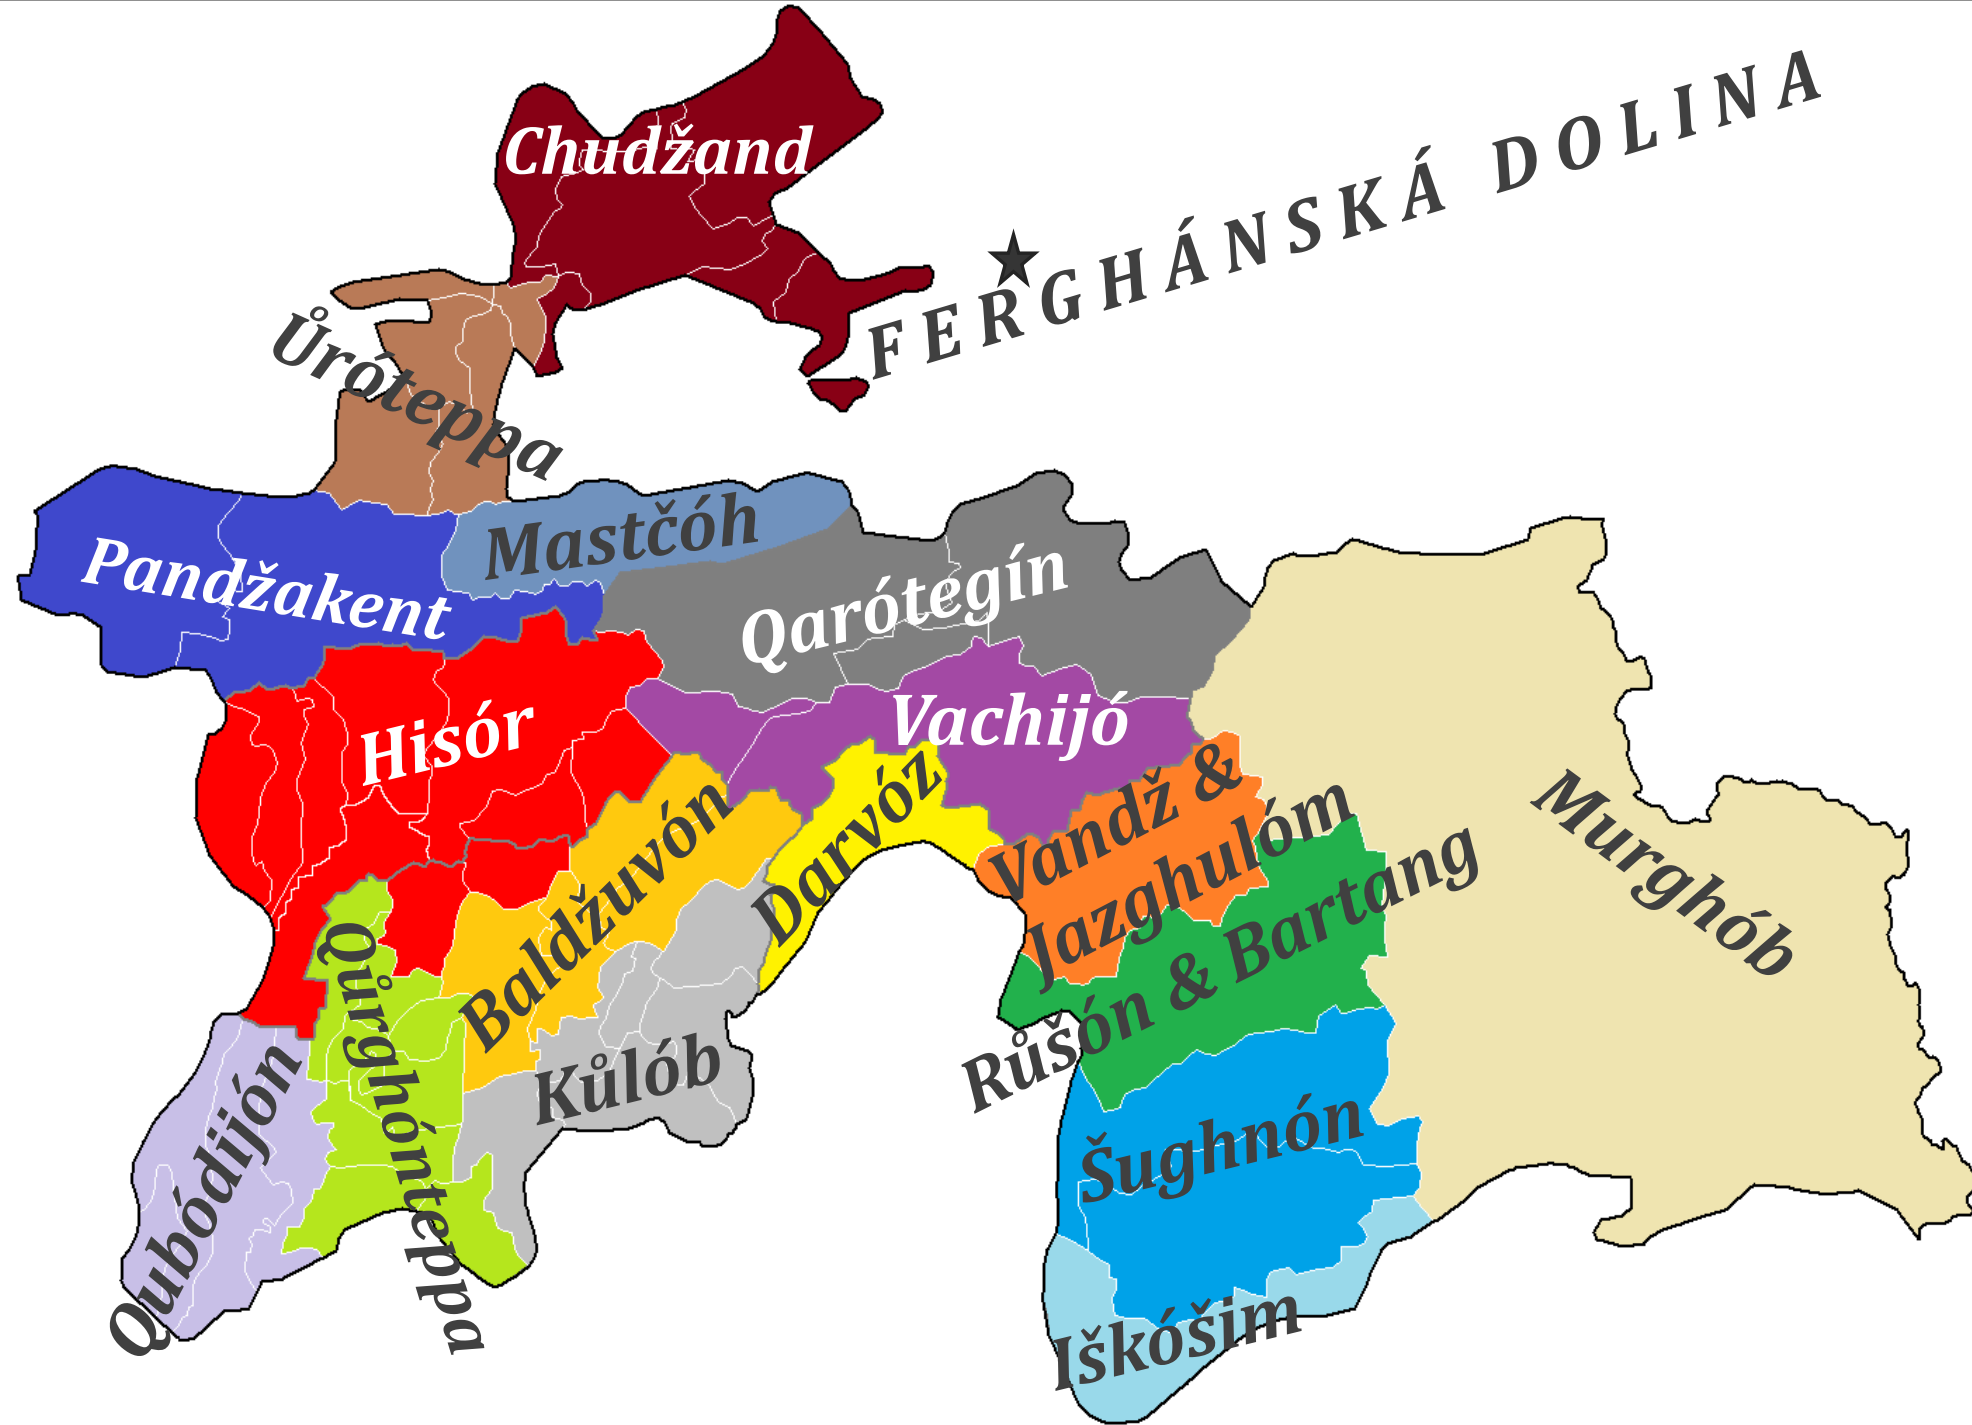 Chudžand
FERGHÁNSKÁ DOLINA
Ůróteppa
Mastčóh
Pandžakent
Qarótegín
Hisór
Vachijó
Darvóz
Vandž &
Jazghulóm
Murghób
Baldžuvón
Růšón & Bartang
Qůrghónteppa
Kůlób
Qubódijón
Šughnón
Iškóšim